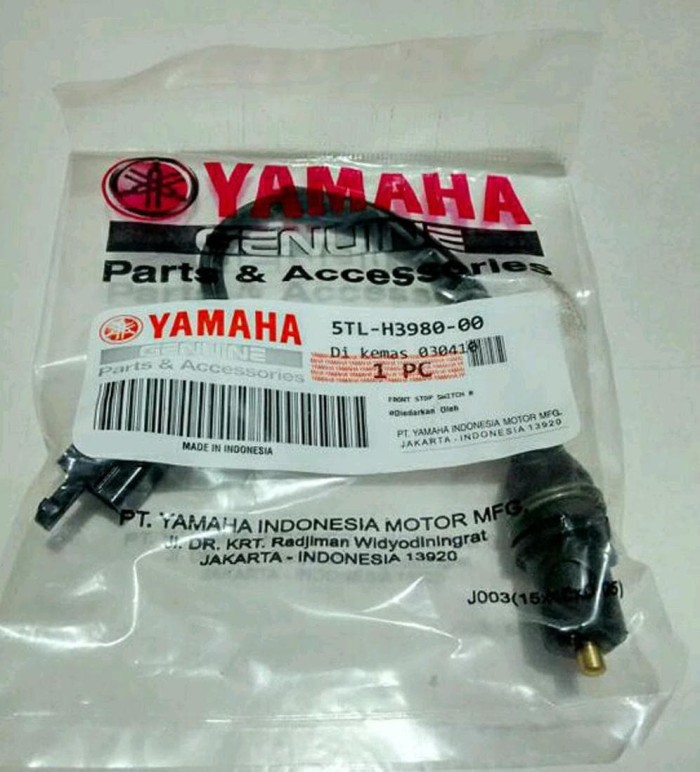 YAMAHA
GENUINE
Parts & Accessories
YAMAHA
GENUINE
Parts & Accessories
MADE IN INDONESIA
5TL-H3980-00
Di kemas 030410
1 PC
FRONT STOP SWITCH
#Diedarkan Oleh
PT. YAMAHA INDONESIA MOTOR MFG.
JAKARTA - INDONESIA 13920
PT. YAMAHA INDONESIA MOTOR MFG.
Jl. DR. KRT. Radjiman Widyodiningrat
JAKARTA - INDONESIA 13920